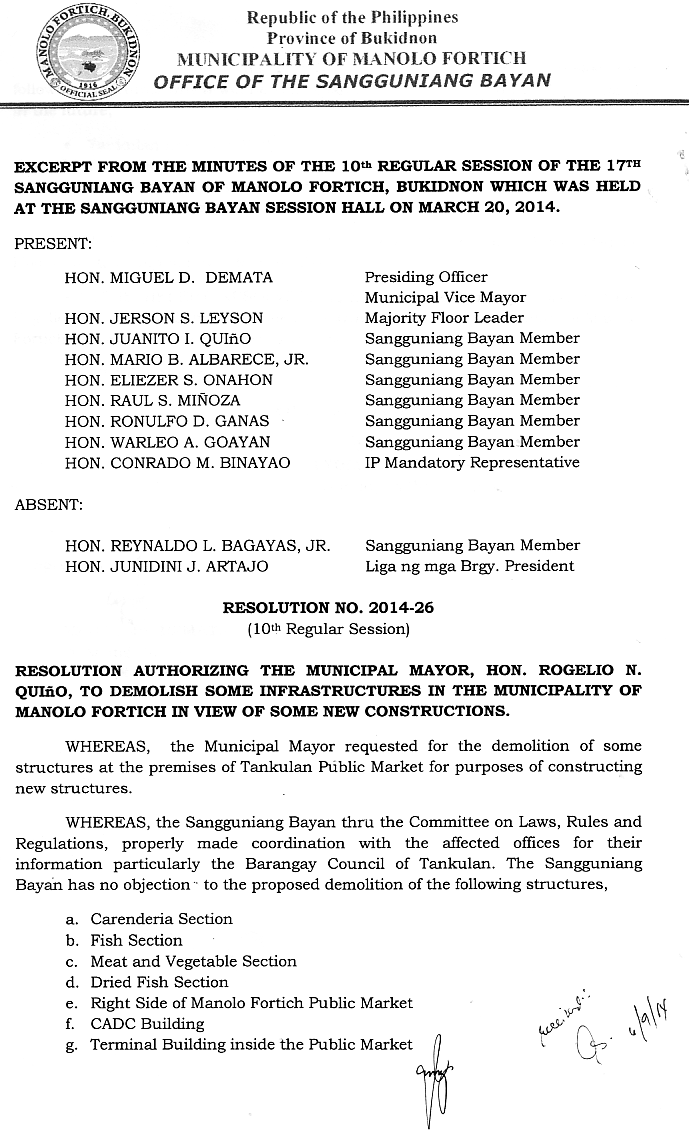 MANOLO FORTICH, BUKIDNON
1916
OFFICIAL SEAL
Republic of the Philippines
Province of Bukidnon
MUNICIPALITY OF MANOLO FORTICH
OFFICE OF THE SANGGUNIANG BAYAN
EXCERPT FROM THE MINUTES OF THE 10th REGULAR SESSION OF THE 17TH
SANGGUNIANG BAYAN OF MANOLO FORTICH, BUKIDNON WHICH WAS HELD
AT THE SANGGUNIANG BAYAN SESSION HALL ON MARCH 20, 2014.
PRESENT:
HON. MIGUEL D. DEMATA Presiding Officer
Municipal Vice Mayor
HON. JERSON S. LEYSON Majority Floor Leader
HON. JUANITO I. QUIñO Sangguniang Bayan Member
HON. MARIO B. ALBARECE, JR. Sangguniang Bayan Member
HON. ELIEZER S. ONAHON Sangguniang Bayan Member
HON. RAUL S. MIÑOZA Sangguniang Bayan Member
HON. RONULFO D. GANAS Sangguniang Bayan Member
HON. WARLEO A. GOAYAN Sangguniang Bayan Member
HON. CONRADO M. BINAYAO IP Mandatory Representative
ABSENT:
HON. REYNALDO L. BAGAYAS, JR. Sangguniang Bayan Member
HON. JUNIDINI J. ARTAJO Liga ng mga Brgy. President
RESOLUTION NO. 2014-26
(10th Regular Session)
RESOLUTION AUTHORIZING THE MUNICIPAL MAYOR, HON. ROGELIO N.
QUIñO, TO DEMOLISH SOME INFRASTRUCTURES IN THE MUNICIPALITY OF
MANOLO FORTICH IN VIEW OF SOME NEW CONSTRUCTIONS.
WHEREAS, the Municipal Mayor requested for the demolition of some
structures at the premises of Tankulan Public Market for purposes of constructing
new structures.
WHEREAS, the Sangguniang Bayan thru the Committee on Laws, Rules and
Regulations, properly made coordination with the affected offices for their
information particularly the Barangay Council of Tankulan. The Sangguniang
Bayan has no objection to the proposed demolition of the following structures,
a. Carenderia Section
b. Fish Section
c. Meat and Vegetable Section
d. Dried Fish Section
e. Right Side of Manolo Fortich Public Market
f. CADC Building
g. Terminal Building inside the Public Market
6/9/14